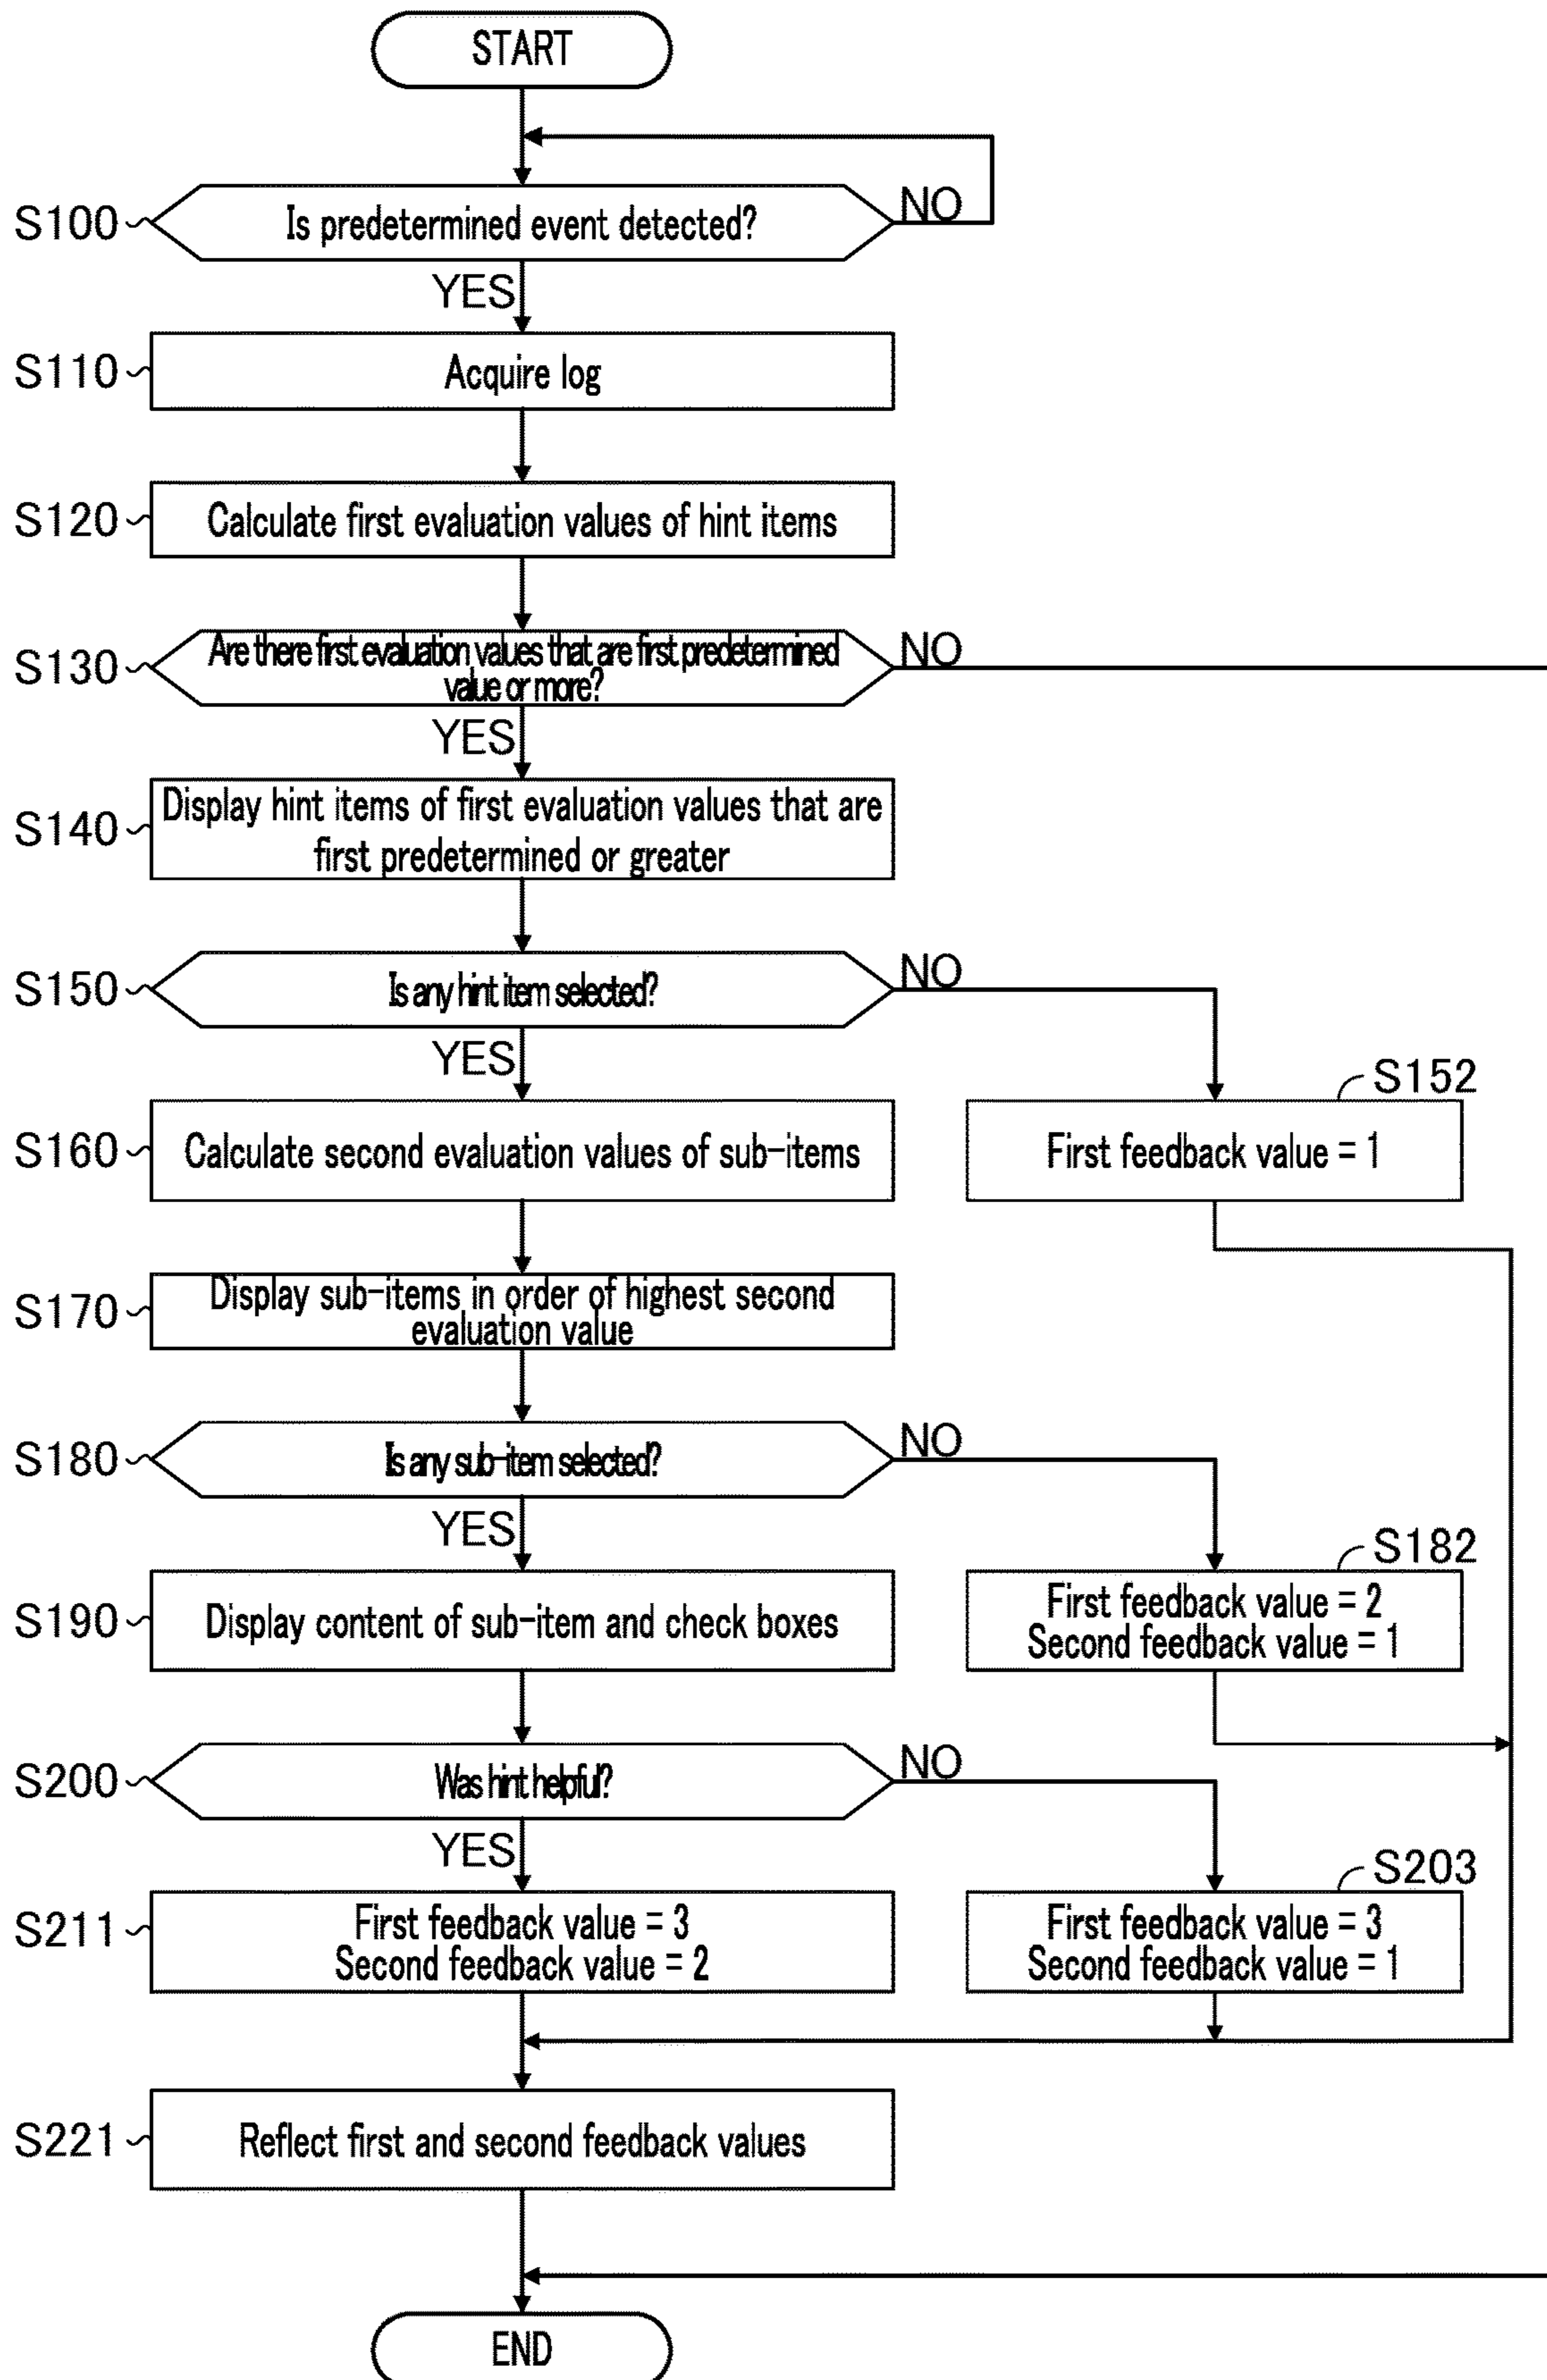 START
S100
Is predetermined event detected?
NO
YES
S110
Acquire log
S120
Calculate first evaluation values of hint items
S130
Are there first evaluation values that are first predetermined
value or more?
NO
YES
S140
Display hint items of first evaluation values that are
first predetermined or greater
S150
Is any hint item selected?
NO
YES
S152
S160
Calculate second evaluation values of sub-items
First feedback value = 1
S170
Display sub-items in order of highest second
evaluation value
S180
Is any sub-item selected?
NO
YES
S182
S190
Display content of sub-item and check boxes
First feedback value = 2
Second feedback value = 1
S200
Was hint helpful?
NO
YES
S203
S211
First feedback value = 3
Second feedback value = 2
First feedback value = 3
Second feedback value = 1
S221
Reflect first and second feedback values
END